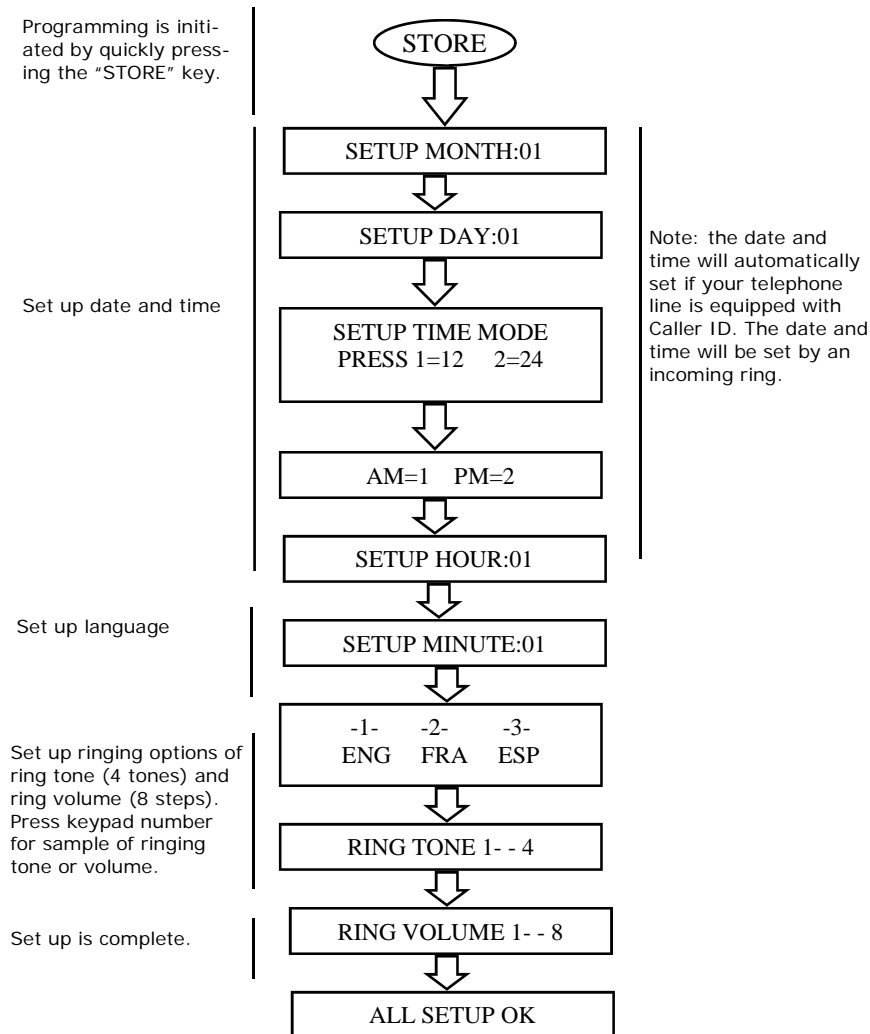 Programming is initi-
ated by quickly press-
ing the “STORE” key.
STORE
SETUP MONTH:01
SETUP DAY:01
Set up date and time
SETUP TIME MODE
PRESS 1=12 2=24
AM=1 PM=2
SETUP HOUR:01
Note: the date and
time will automatically
set if your telephone
line is equipped with
Caller ID. The date and
time will be set by an
incoming ring.
Set up language
SETUP MINUTE:01
-1- -2- -3-
ENG FRA ESP
Set up ringing options of
ring tone (4 tones) and
ring volume (8 steps).
Press keypad number
for sample of ringing
tone or volume.
RING TONE 1- - 4
RING VOLUME 1- - 8
Set up is complete.
ALL SETUP OK